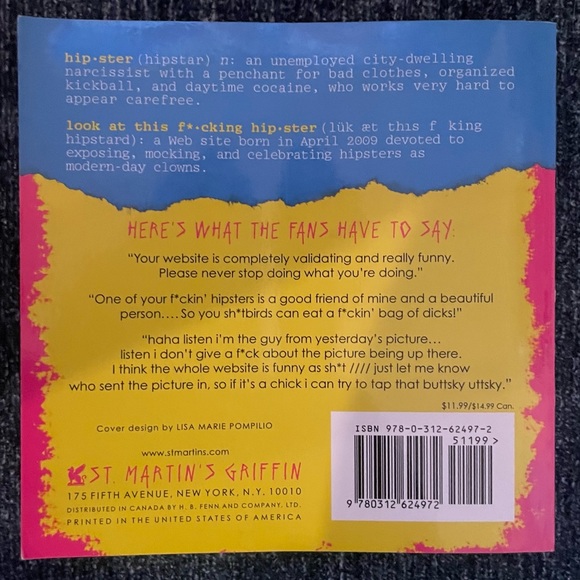 hip•ster (hipstar) n: an unemployed city-dwelling
narcissist with a penchant for bad clothes, organized
kickball, and daytime cocaine, who works very hard to
appear carefree.
look at this f*•cking hip•ster (lük æt thıs f king
hipstard): a Web site born in April 2009 devoted to
exposing, mocking, and celebrating hipsters as
modern-day clowns.
HERE'S WHAT THE FANS HAVE TO SAY:
“Your website is completely validating and really funny.
Please never stop doing what you're doing.”
“One of your f*ckin' hipsters is a good friend of mine and a beautiful
person.... So you sh*tbirds can eat a f*ckin' bag of dicks!”
“haha listen i'm the guy from yesterday's picture...
listen i don't give a f*ck about the picture being up there.
I think the whole website is funny as sh*t //// just let me know
who sent the picture in, so if it's a chick i can try to tap that buttsky uttsky.”
$11.99/$14.99 Can.
Cover design by LISA MARIE POMPILIO
www.stmartins.com
ST. MARTIN'S GRIFFIN
175 FIFTH AVENUE, NEW YORK, N.Y. 10010
DISTRIBUTED IN CANADA BY H. B. FENN AND COMPANY, LTD.
PRINTED IN THE UNITED STATES OF AMERICA
ISBN 978-0-312-62497-2
51199 >
9 780312 624972